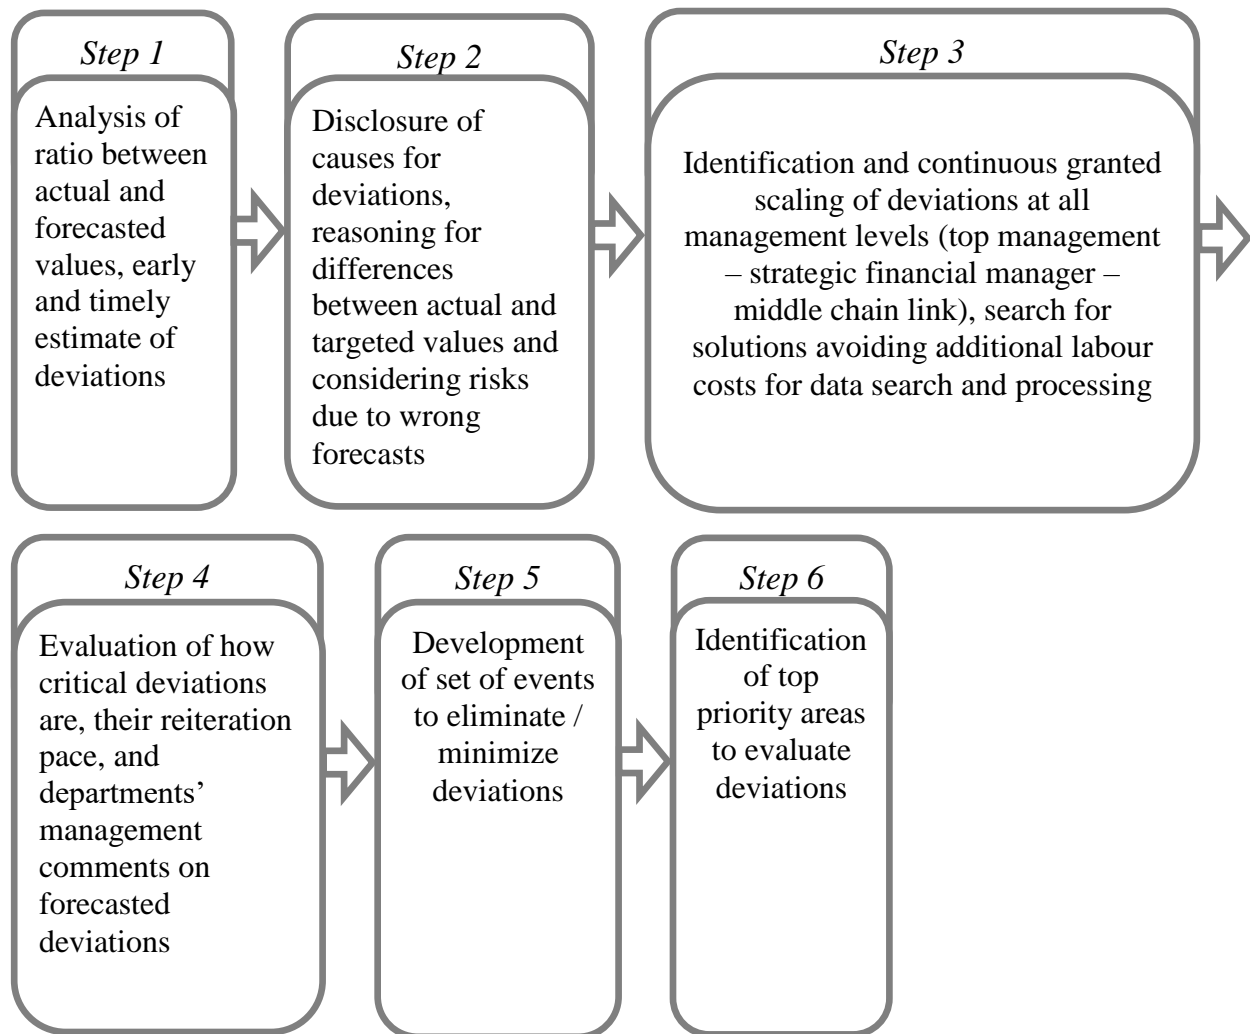 Step 1
Analysis of
ratio between
actual and
forecasted
values, early
and timely
estimate of
deviations
Step 2
Disclosure of
causes for
deviations,
reasoning for
differences
between actual and
targeted values and
considering risks
due to wrong
forecasts
Step 3
Identification and continuous granted
scaling of deviations at all
management levels (top management
– strategic financial manager –
middle chain link), search for
solutions avoiding additional labour
costs for data search and processing
Step 4
Evaluation of how
critical deviations
are, their reiteration
pace, and
departments’
management
comments on
forecasted
deviations
Step 5
Development
of set of events
to eliminate /
minimize
deviations
Step 6
Identification
of top
priority areas
to evaluate
deviations